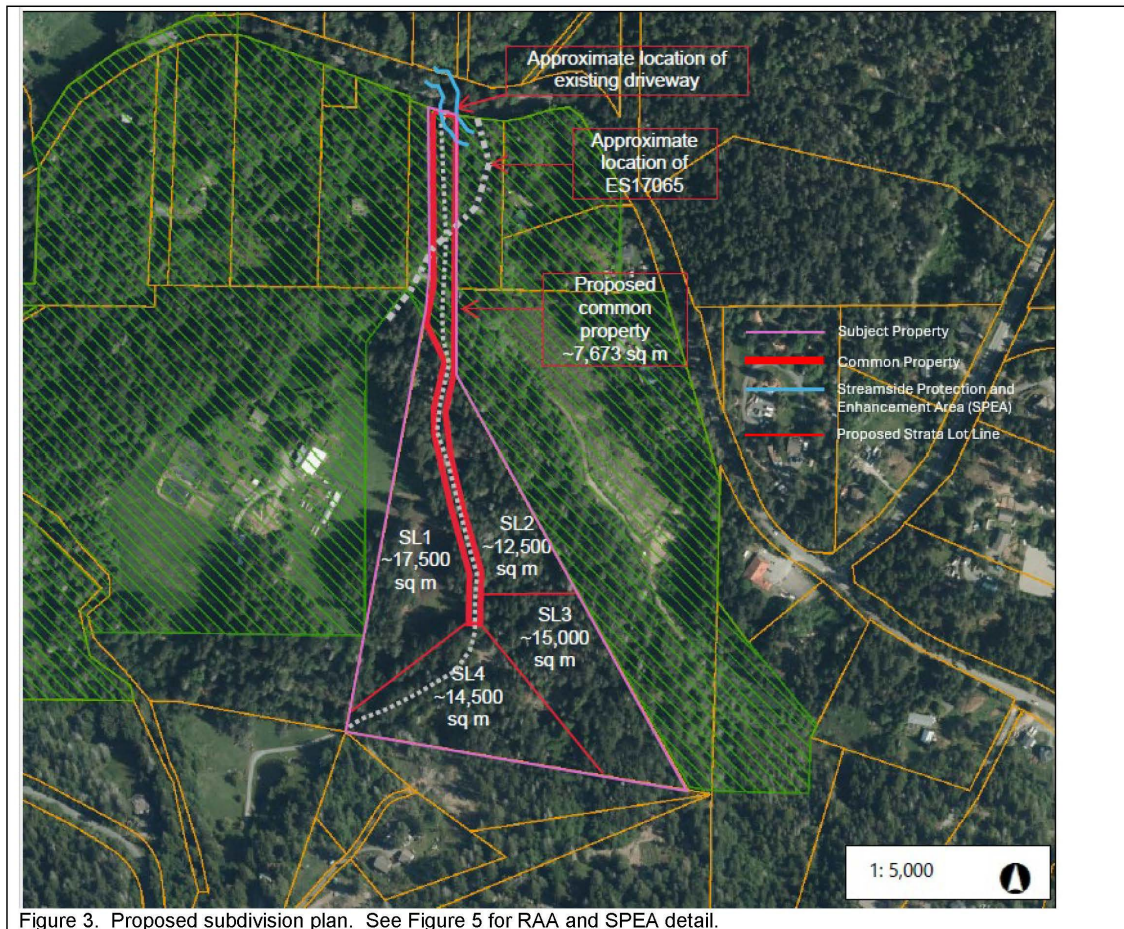 Approximate location of
existing driveway
Approximate
location of
ES17065
Proposed
common
property
~7,673 sq m
Subject Property
Common Property
Streamside Protection and
Enhancement Area (SPEA)
Proposed Strata Lot Line
SL1
~17,500
sq m
SL2
~12,500
sq m
SL3
~15,000
sq m
SL4
~14,500
sq m
1: 5,000
Figure 3. Proposed subdivision plan. See Figure 5 for RAA and SPEA detail.